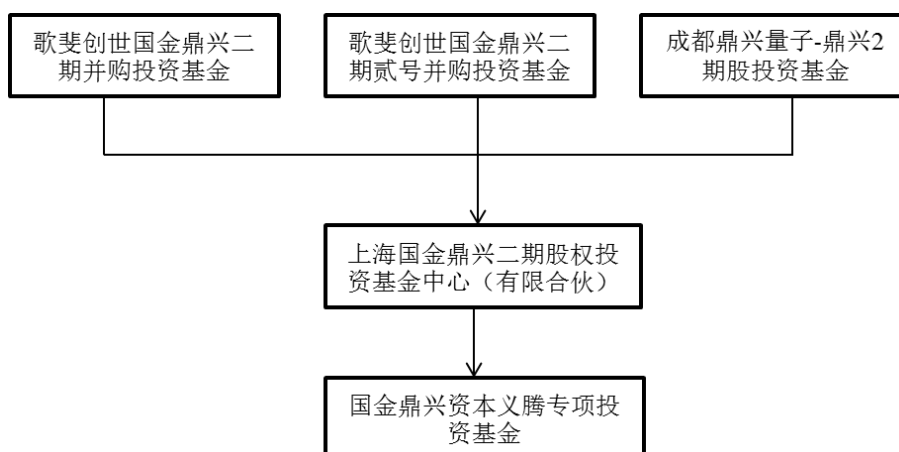 歌斐创世国金鼎兴二
期并购投资基金
歌斐创世国金鼎兴二
期贰号并购投资基金
成都鼎兴量子-鼎兴2
期股投资基金
上海国金鼎兴二期股权投
资基金中心（有限合伙）
国金鼎兴资本义腾专项投
资基金